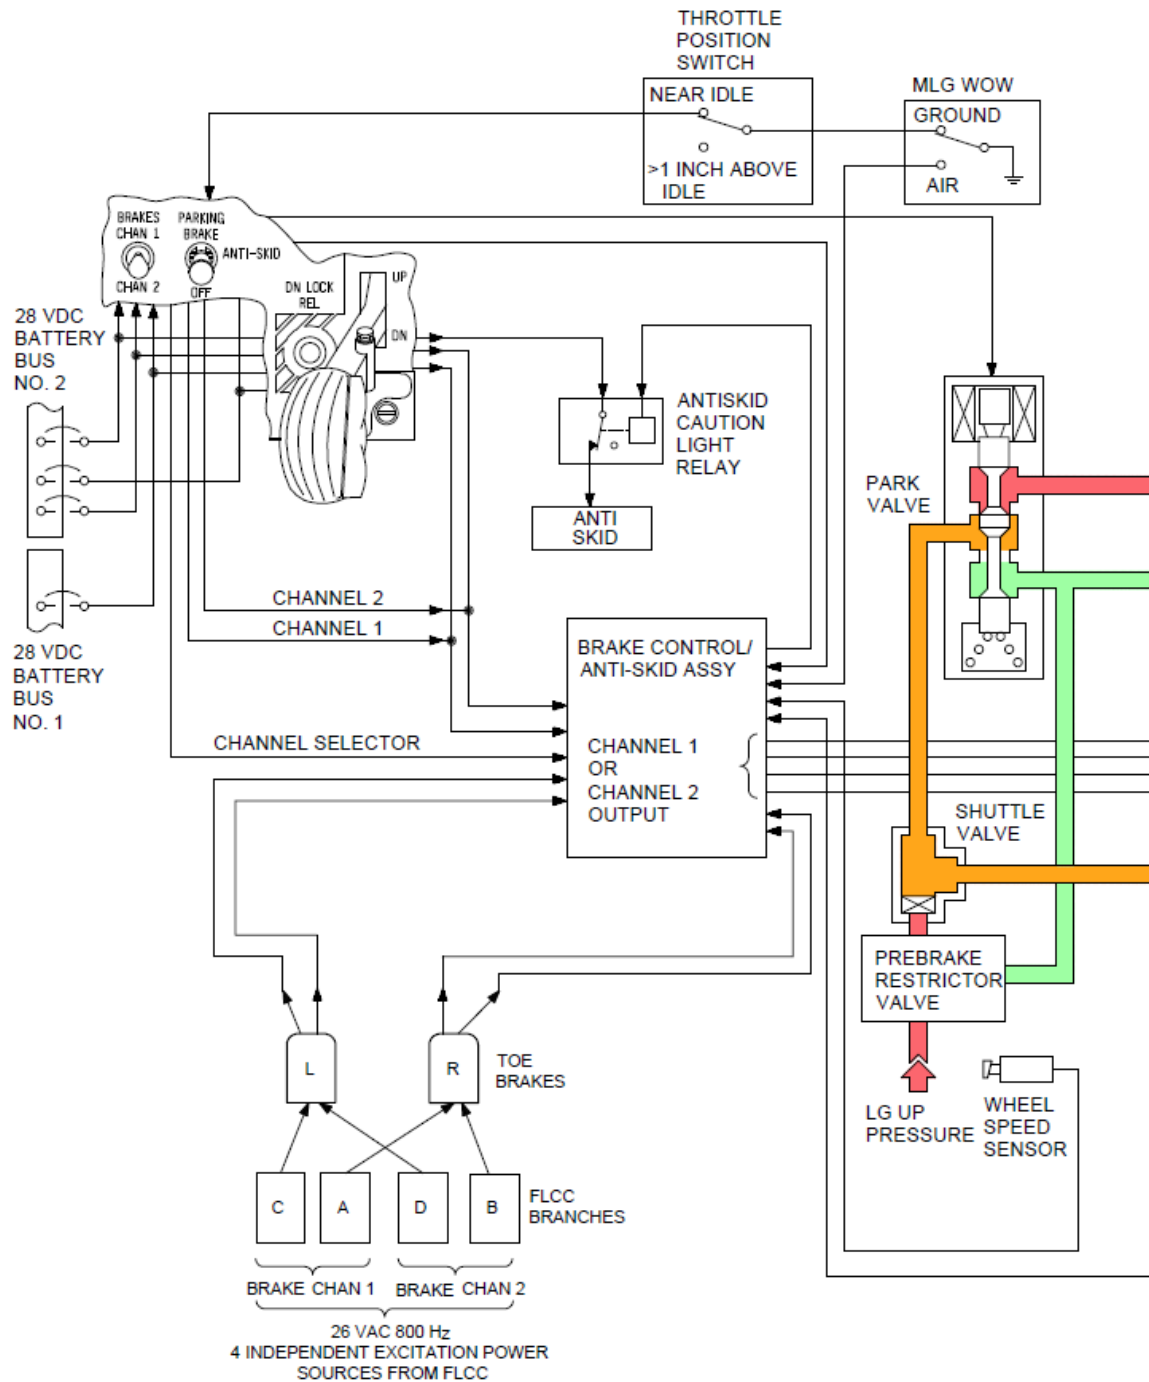 THROTTLE
POSITION
SWITCH
NEAR IDLE
>1 INCH ABOVE
IDLE
MLG WOW
GROUND
AIR
BRAKES
CHAN 1
CHAN 2
PARKING
BRAKE
ANTI-SKID
OFF
DN LOCK
REL
UP
DN
28 VDC
BATTERY
BUS
NO. 2
28 VDC
BATTERY
BUS
NO. 1
ANTISKID
CAUTION
LIGHT
RELAY
ANTI
SKID
PARK
VALVE
CHANNEL 2
CHANNEL 1
CHANNEL SELECTOR
BRAKE CONTROL/
ANTI-SKID ASSY
CHANNEL 1
OR
CHANNEL 2
OUTPUT
SHUTTLE
VALVE
PREBRAKE
RESTRICTOR
VALVE
LG UP
PRESSURE
WHEEL
SPEED
SENSOR
L
R
TOE
BRAKES
C
A
D
B
FLCC
BRANCHES
BRAKE CHAN 1
BRAKE CHAN 2
26 VAC 800 Hz
4 INDEPENDENT EXCITATION POWER
SOURCES FROM FLCC